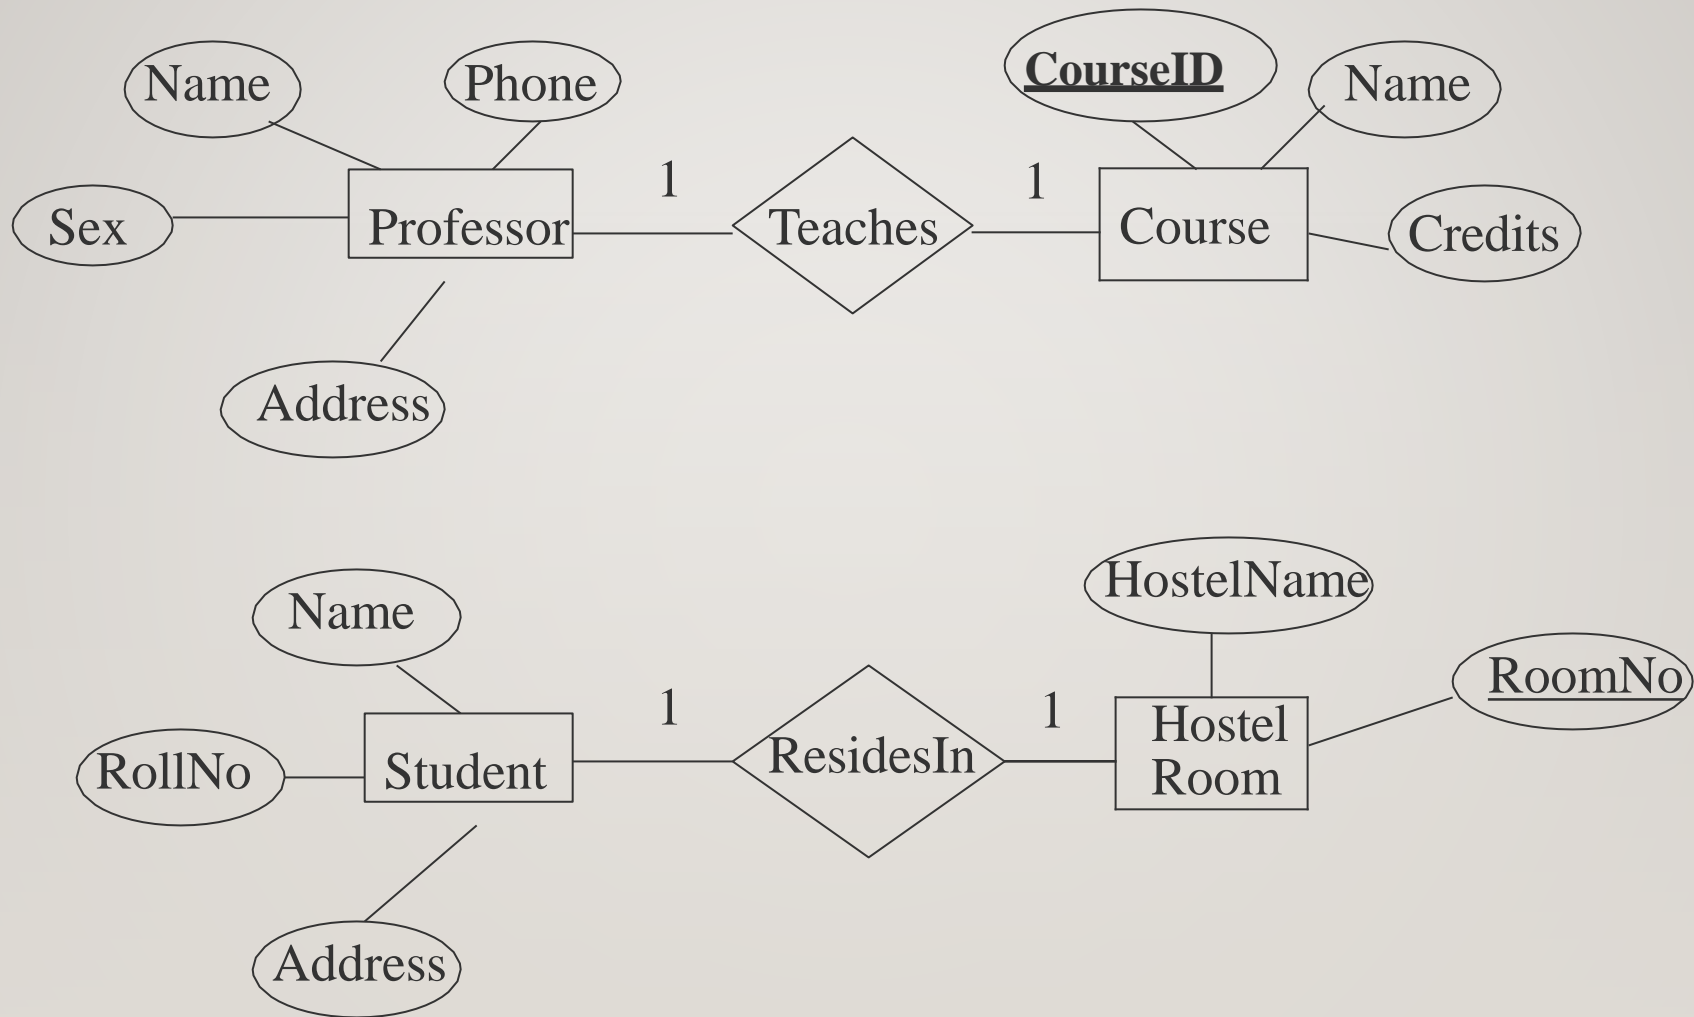 Name
Phone
CourseID
Name
Sex
Professor
1
Teaches
1
Course
Credits
Address
Name
HostelName
RoomNo
RollNo
Student
1
ResidesIn
1
Hostel
Room
Address